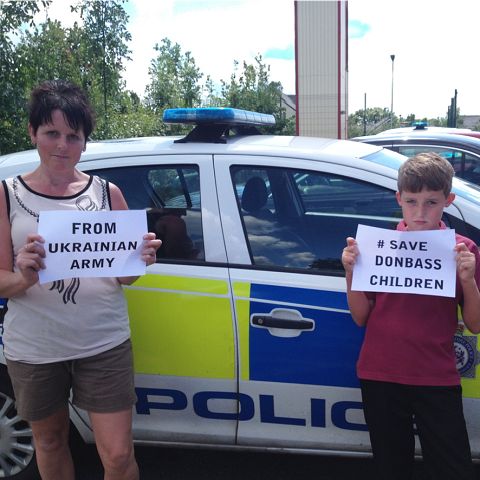 FROM
UKRAINIAN
ARMY
# SAVE
DONBASS
CHILDREN
POLIC